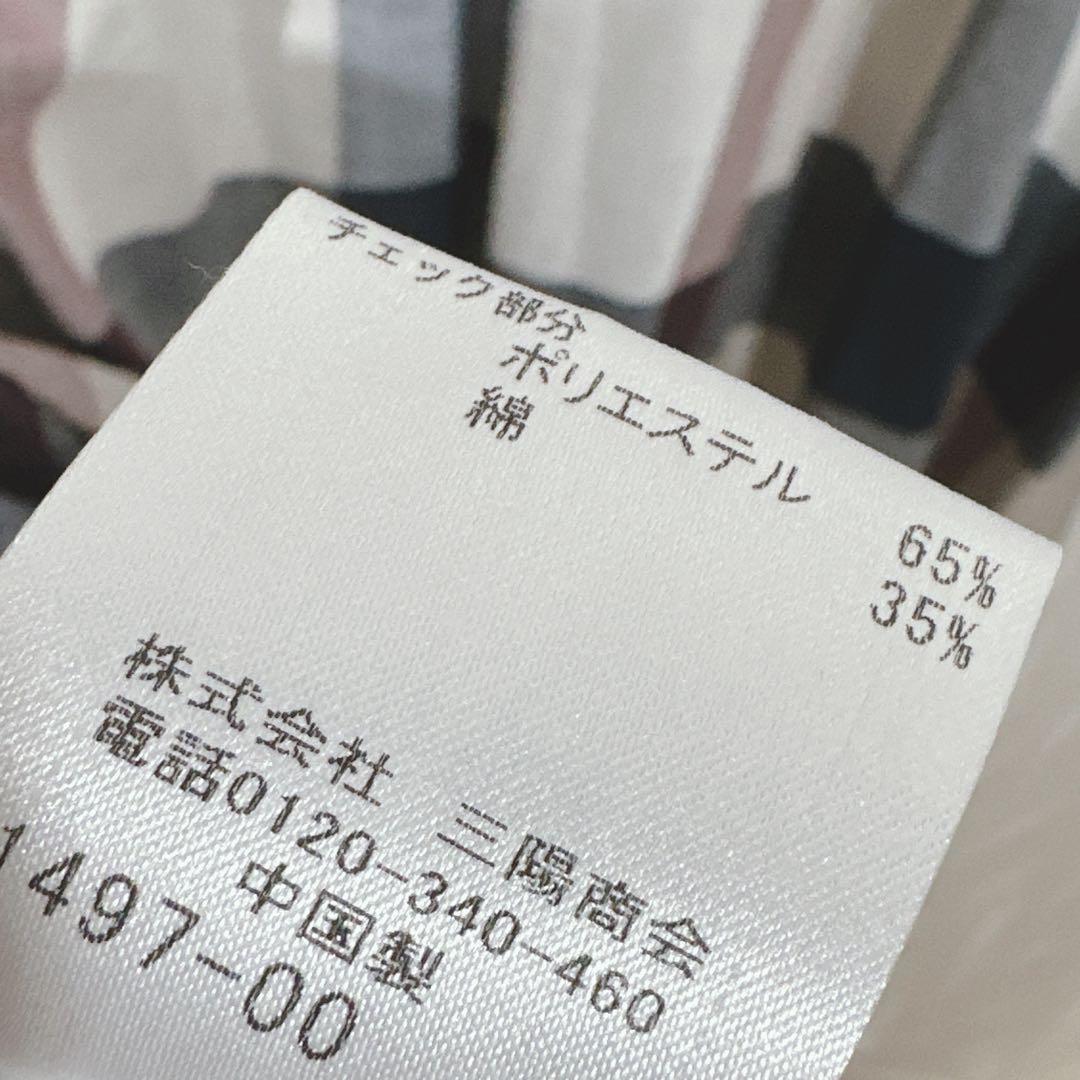 チェック部分
ポリエステル 65%
綿 35%
株式会社 三陽商会
電話0120-340-460
中国製
1497-00